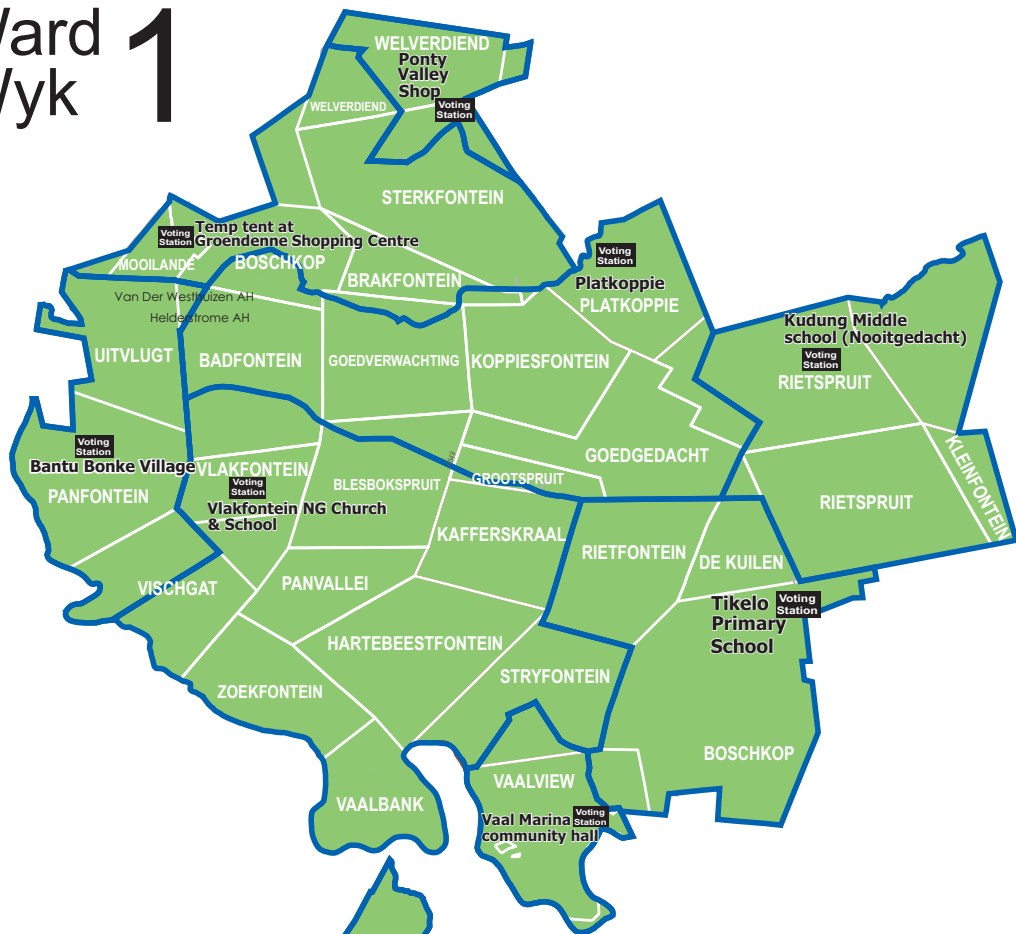 Ward 1
Wyk
WELVERDIEND
Ponty
Valley
Shop
WELVERDIEND
Voting
Station
STERKFONTEIN
Voting
Station
Temp tent at
Groendenne Shopping Centre
MOOILANDE
BOSCHKOP
BRAKFONTEIN
Voting
Station
Platkoppie
PLATKOPPIE
Van Der Westhuizen AH
Helderstrome AH
Kudung Middle
school (Nooitgedacht)
Voting
Station
RIETSPRUIT
UITVLUGT
BADFONTEIN
GOEDVERWACHTING
KOPPIESFONTEIN
Voting
Station
Bantu Bonke Village
PANFONTEIN
VLAKFONTEIN
Voting
Station
Vlakfontein NG Church
& School
BLESBOKSPRUIT
GROOTSPRUIT
GOEDGEDACHT
KLEINFONTEIN
RIETSPRUIT
KAFFERSKRAAL
RIETFONTEIN
DE KUILEN
VISCHGAT
PANVALLEI
Tikelo
Primary
School
Voting
Station
HARTEBEESTFONTEIN
STRYFONTEIN
ZOEKFONTEIN
BOSCHKOP
VAALBANK
VAALVIEW
Vaal Marina
community hall
Voting
Station